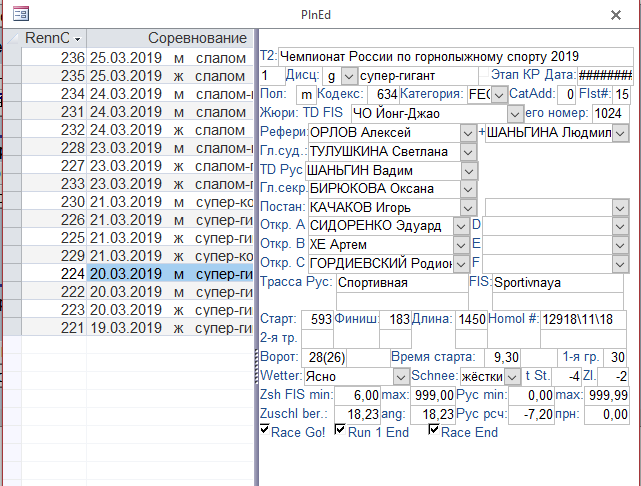 PlnEd
RennC Соревнование
236 25.03.2019 м слалом
235 25.03.2019 ж слалом
234 24.03.2019 м слалом-г
231 24.03.2019 м слалом
232 24.03.2019 ж слалом
228 23.03.2019 м слалом-г
227 23.03.2019 ж слалом-г
233 23.03.2019 ж слалом-г
230 21.03.2019 м супер-ко
226 21.03.2019 м супер-ги
225 21.03.2019 ж супер-ги
229 21.03.2019 ж супер-ко
224 20.03.2019 м супер-ги
222 20.03.2019 м супер-ги
223 20.03.2019 ж супер-ги
221 19.03.2019 ж супер-ги
T2: Чемпионат России по горнолыжному спорту 2019
1 Дисц: g супер-гигант Этап КР Дата: ########
Пол: m Кодекс: 634 Категория: FEC CatAdd: 0 Flst#: 15
Жюри: TD FIS ЧО Йонг-Джао его номер: 1024
Рефери: ОРЛОВ Алексей + ШАНЬГИНА Людмил
Гл.суд.: ТУЛУШКИНА Светлана
TD Рус ШАНЬГИН Вадим
Гл.секр. БИРЮКОВА Оксана
Постан: КАЧАКОВ Игорь
Откр. A СИДОРЕНКО Эдуард D
Откр. B ХЕ Артем E
Откр. C ГОРДИЕВСКИЙ Родион F
Трасса Рус: Спортивная FIS: Sportivnaya
Старт: 593 Финиш: 183 Длина: 1450 Homol #: 12918\11\18
2-я тр.
Ворот: 28(26) Время старта: 9,30 1-я гр. 30
Wetter: Ясно Schnee: жёстки t St. -4 Zl. -2
Zsh FIS min: 6,00 max: 999,00 Рус min: 0,00 max: 999,99
Zuschl ber.: 18,23 ang: 18,23 Рус рсч: -7,20 прн: 0,00
Race Go! Run 1 End Race End